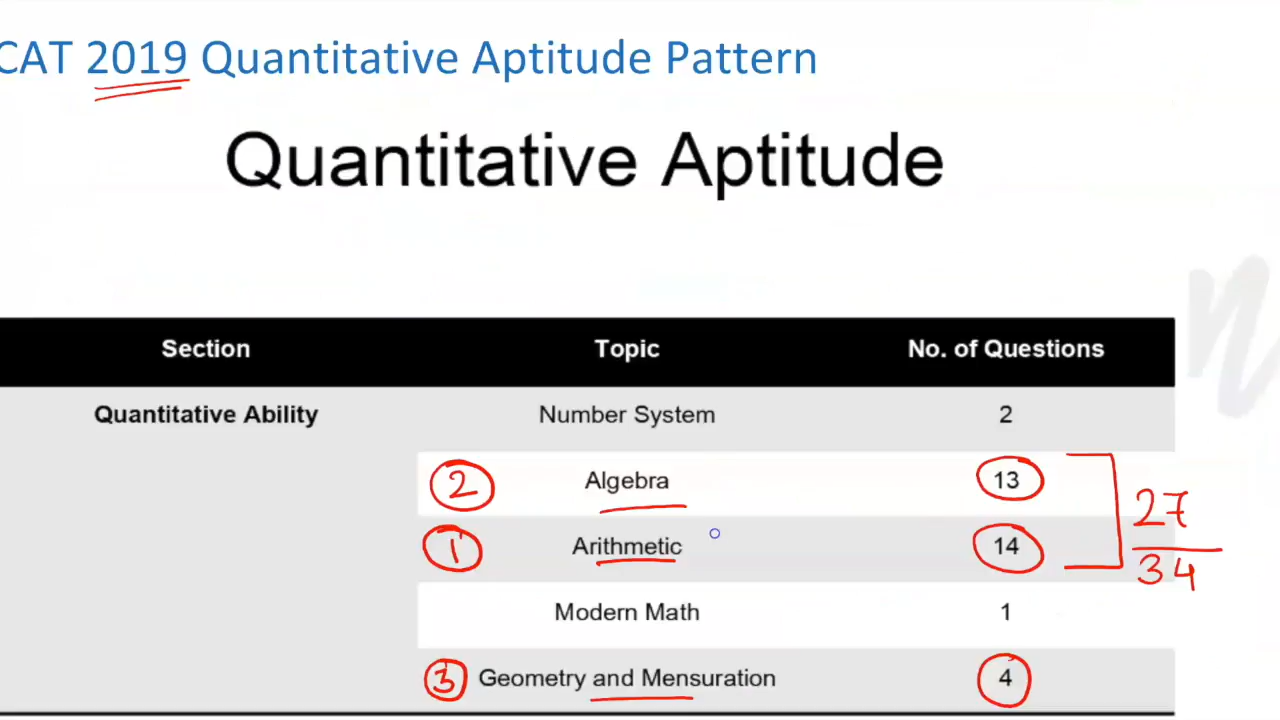 CAT 2019 Quantitative Aptitude Pattern
Quantitative Aptitude
Section Topic No. of Questions
Quantitative Ability Number System 2
2 Algebra 13
27
1 Arithmetic 14
34
Modern Math 1
3 Geometry and Mensuration 4